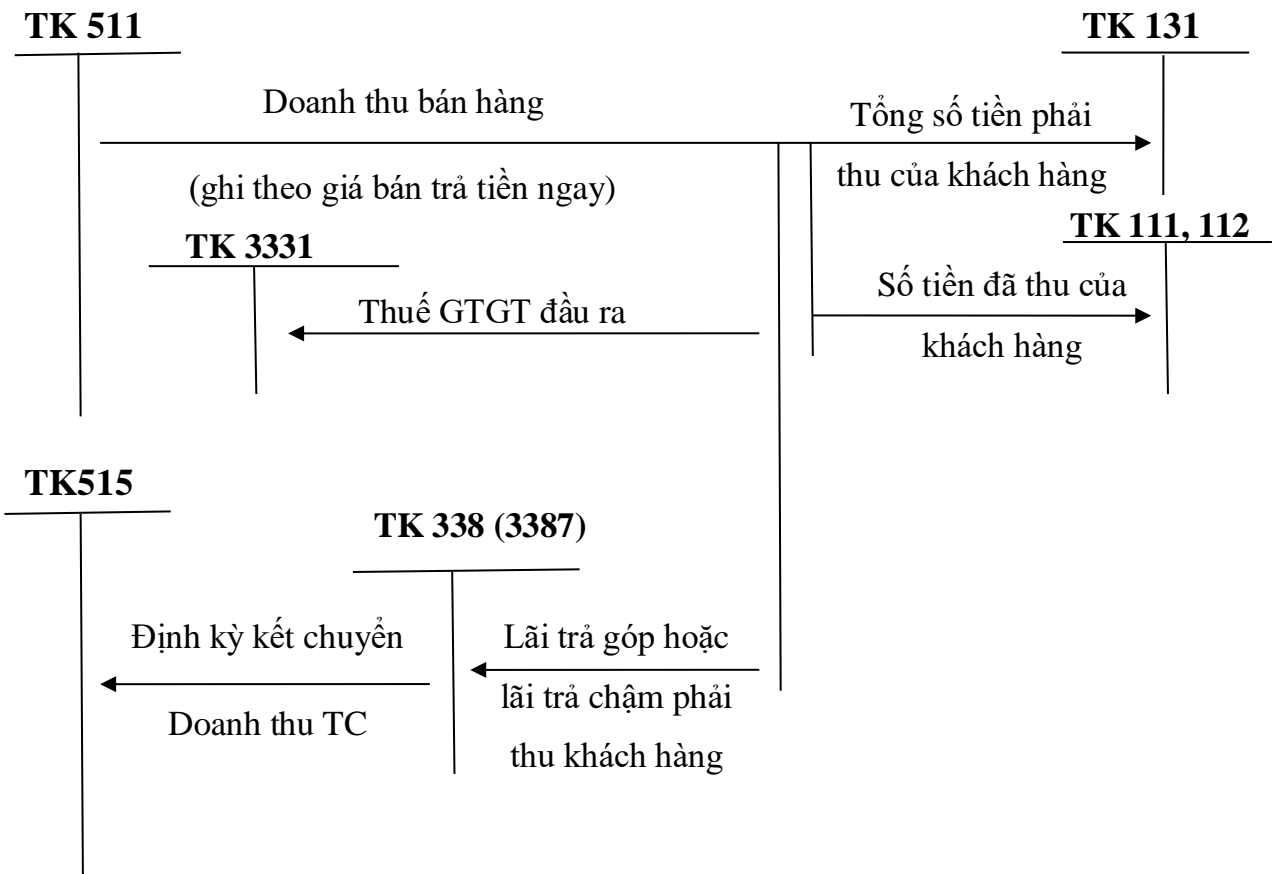 TK 511
TK 131
Doanh thu bán hàng
Tổng số tiền phải
thu của khách hàng
(ghi theo giá bán trả tiền ngay)
TK 3331
TK 111, 112
Thuế GTGT đầu ra
Số tiền đã thu của
khách hàng
TK515
TK 338 (3387)
Định kỳ kết chuyển
Doanh thu TC
Lãi trả góp hoặc
lãi trả chậm phải
thu khách hàng